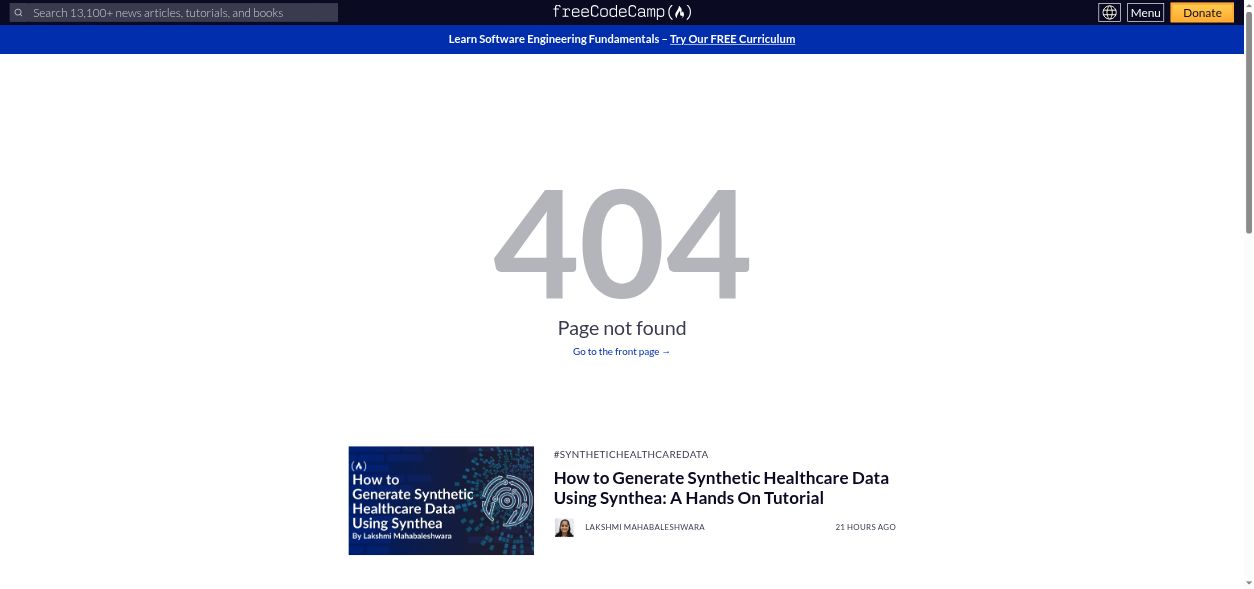 Search 13,100+ news articles, tutorials, and books
freeCodeCamp(🔥)
Menu
Donate
Learn Software Engineering Fundamentals – Try Our FREE Curriculum
404
Page not found
Go to the front page →
How to
Generate Synthetic
Healthcare Data
Using Synthea
By Lakshmi Mahabaleshwara
#SYNTHETICHEALTHCAREDATA
How to Generate Synthetic Healthcare Data
Using Synthea: A Hands On Tutorial
LAKSHMI MAHABALESHWARA
21 HOURS AGO